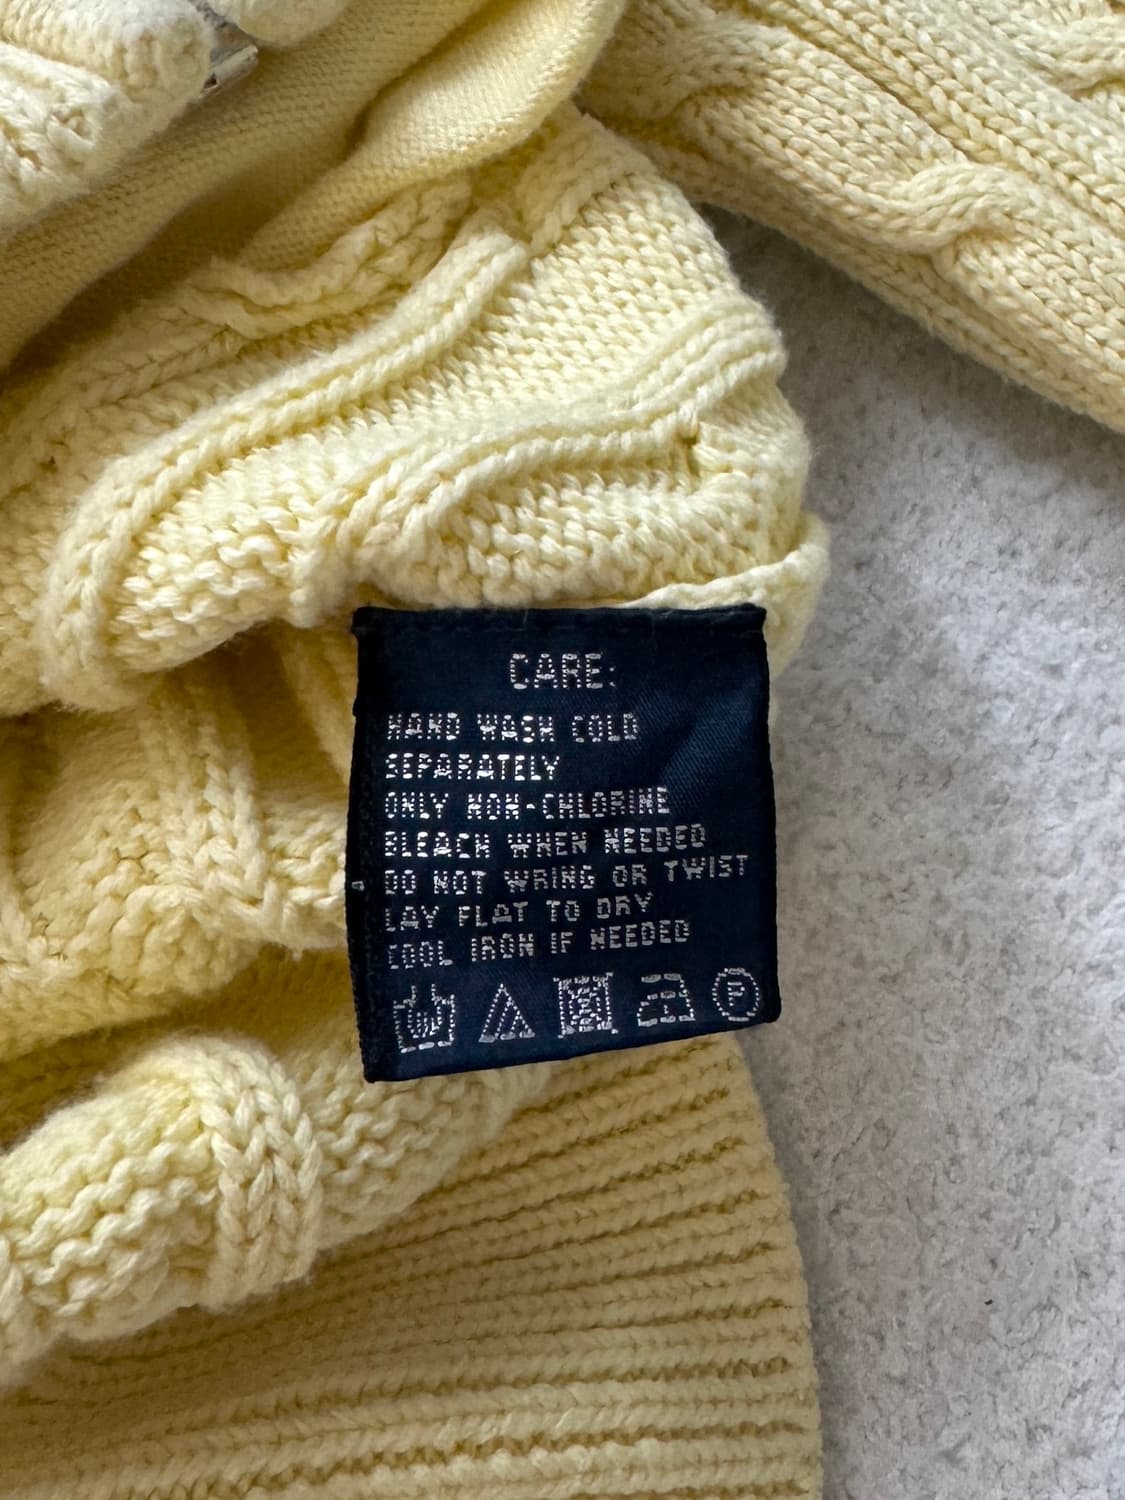 CARE:
HAND WASH COLD
SEPARATELY
ONLY NON-CHLORINE
BLEACH WHEN NEEDED
DO NOT WRING OR TWIST
LAY FLAT TO DRY
COOL IRON IF NEEDED
P